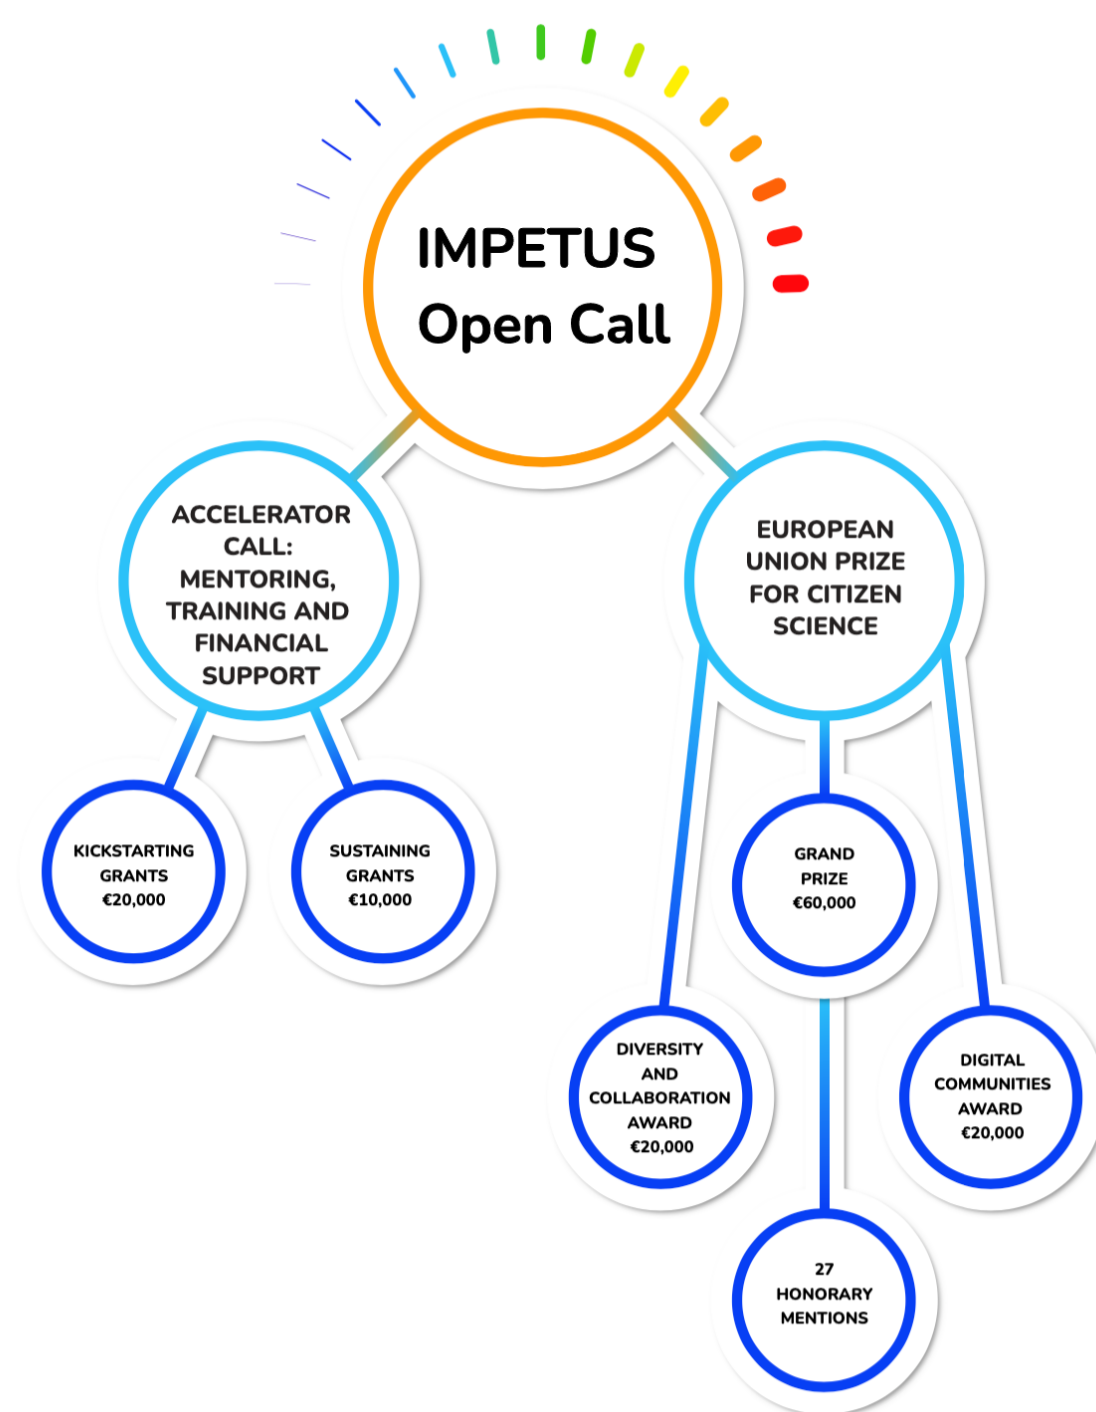 IMPETUS
Open Call
ACCELERATOR
CALL:
MENTORING,
TRAINING AND
FINANCIAL
SUPPORT
EUROPEAN
UNION PRIZE
FOR CITIZEN
SCIENCE
KICKSTARTING
GRANTS
€20,000
SUSTAINING
GRANTS
€10,000
GRAND
PRIZE
€60,000
DIVERSITY
AND
COLLABORATION
AWARD
€20,000
DIGITAL
COMMUNITIES
AWARD
€20,000
27
HONORARY
MENTIONS